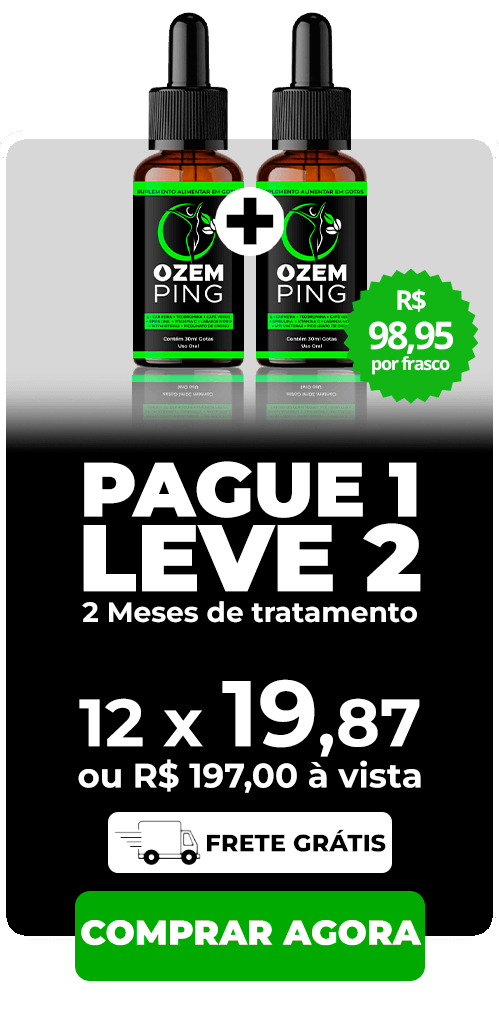 SUPLEMENTO ALIMENTAR EM GOTAS
OZEM
PING
Contém 30ml Gotas
Uso Oral
+
SUPLEMENTO ALIMENTAR EM GOTAS
OZEM
PING
Contém 30ml Gotas
Uso Oral
R$
98,95
por frasco
PAGUE 1
LEVE 2
2 Meses de tratamento
12 x 19,87
ou R$ 197,00 à vista
FRETE GRÁTIS
COMPRAR AGORA